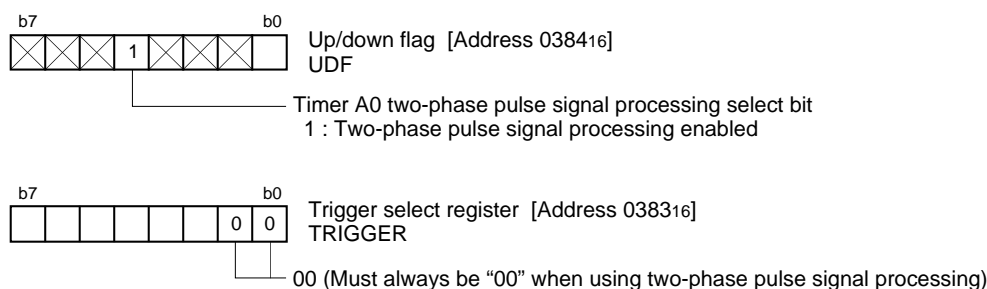 b7 b0
1
Up/down flag [Address 038416]
UDF
Timer A0 two-phase pulse signal processing select bit
1 : Two-phase pulse signal processing enabled
b7 b0
0 0
Trigger select register [Address 038316]
TRIGGER
00 (Must always be “00” when using two-phase pulse signal processing)